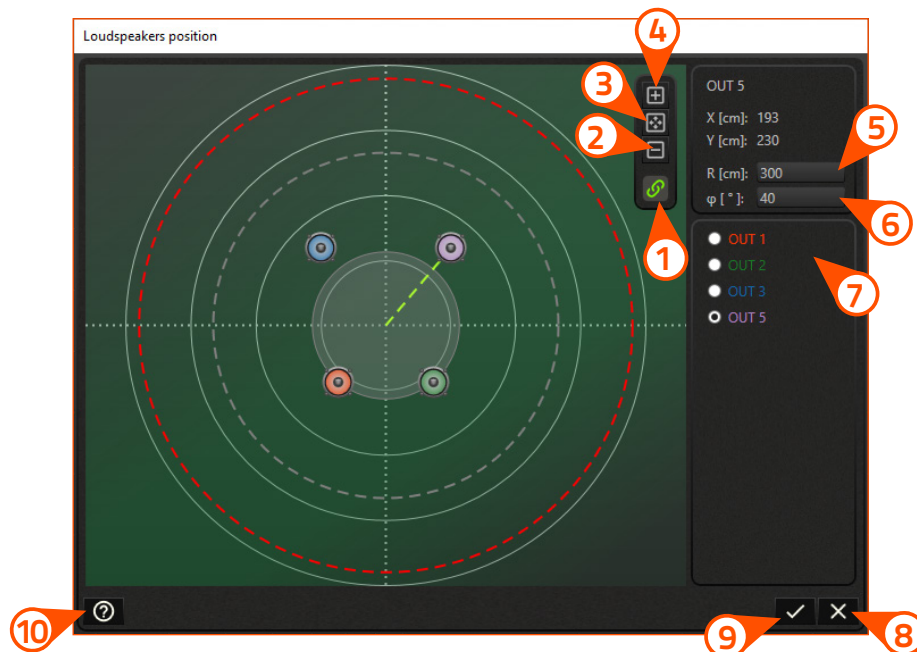 Loudspeakers position
4
3
2
1
OUT 5
X [cm]: 193
Y [cm]: 230
R [cm]: 300
φ [ ° ]: 40
5
6
OUT 1
OUT 2
OUT 3
OUT 5
7
10
9
8